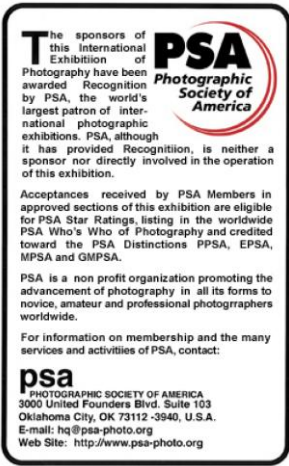 The sponsors of
this International
Exhibitiion of
Photography have been
awarded Recognition
by PSA, the world's
largest patron of inter-
national photographic
exhibitions. PSA, although
it has provided Recognitiion, is neither a
sponsor nor directly involved in the operation
of this exhibition.
PSA
Photographic
Society of
America
Acceptances received by PSA Members in
approved sections of this exhibition are eligible
for PSA Star Ratings, listing in the worldwide
PSA Who's Who of Photography and credited
toward the PSA Distinctions PPSA, EPSA,
MPSA and GMPSA.
PSA is a non profit organization promoting the
advancement of photography in all its forms to
novice, amateur and professional photogrraphers
worldwide.
For information on membership and the many
services and activitiies of PSA, contact:
psa
PHOTOGRAPHIC SOCIETY OF AMERICA
3000 United Founders Blvd. Suite 103
Oklahoma City, OK 73112 -3940, U.S.A.
E-mail: hq@psa-photo.org
Web Site: http://www.psa-photo.org